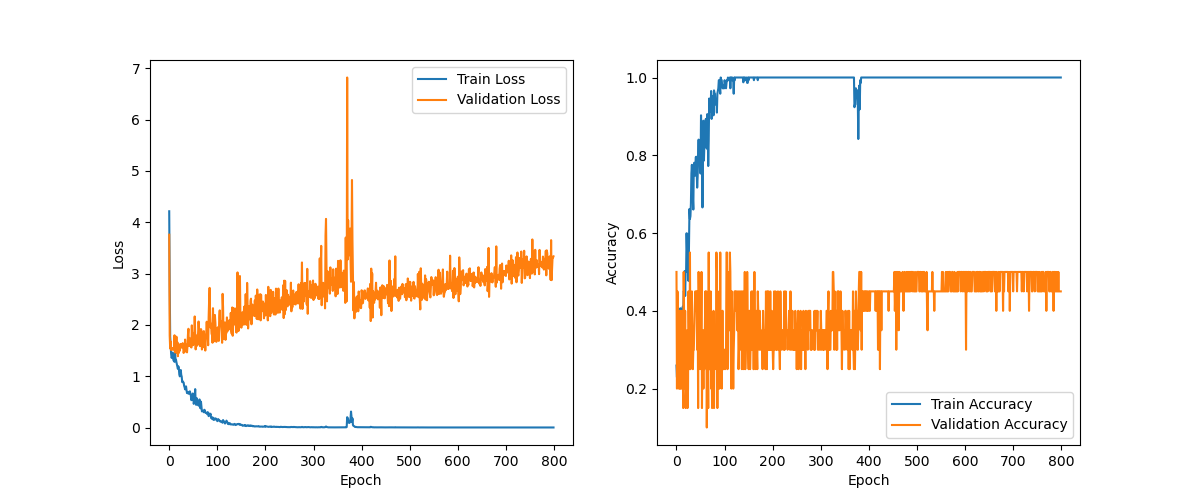 7
6
5
4
3
2
1
0
Loss
Train Loss
Validation Loss
0 100 200 300 400 500 600 700 800
Epoch
1.0
0.8
0.6
0.4
0.2
Accuracy
Train Accuracy
Validation Accuracy
0 100 200 300 400 500 600 700 800
Epoch